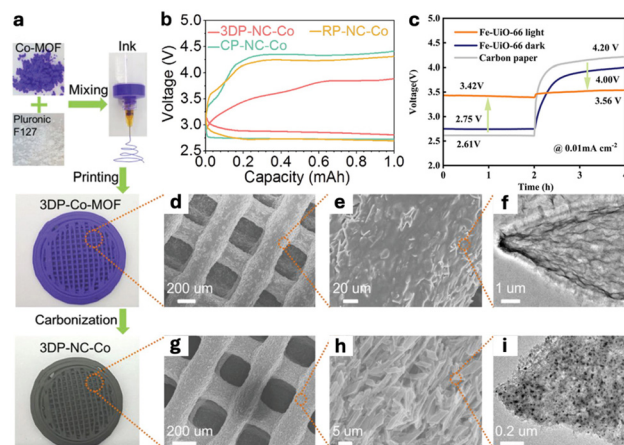 a
Co-MOF
Ink
Mixing
Pluronic
F127
Printing
3DP-Co-MOF
Carbonization
3DP-NC-Co
b
3DP-NC-Co
RP-NC-Co
CP-NC-Co
Voltage (V)
5.0
4.5
4.0
3.5
3.0
2.5
2.0
0.0 0.2 0.4 0.6 0.8 1.0
Capacity (mAh)
c
Fe-UiO-66 light
Fe-UiO-66 dark
Carbon paper
Voltage(V)
5.0
4.5
4.0
3.5
3.0
2.5
2.0
4.20 V
3.42V
4.00V
3.56 V
2.75 V
2.61V
@ 0.01mA cm-2
0 1 2 3 4
Time (h)
d
200 um
e
20 um
f
1 um
g
200 um
h
5 um
i
0.2 um